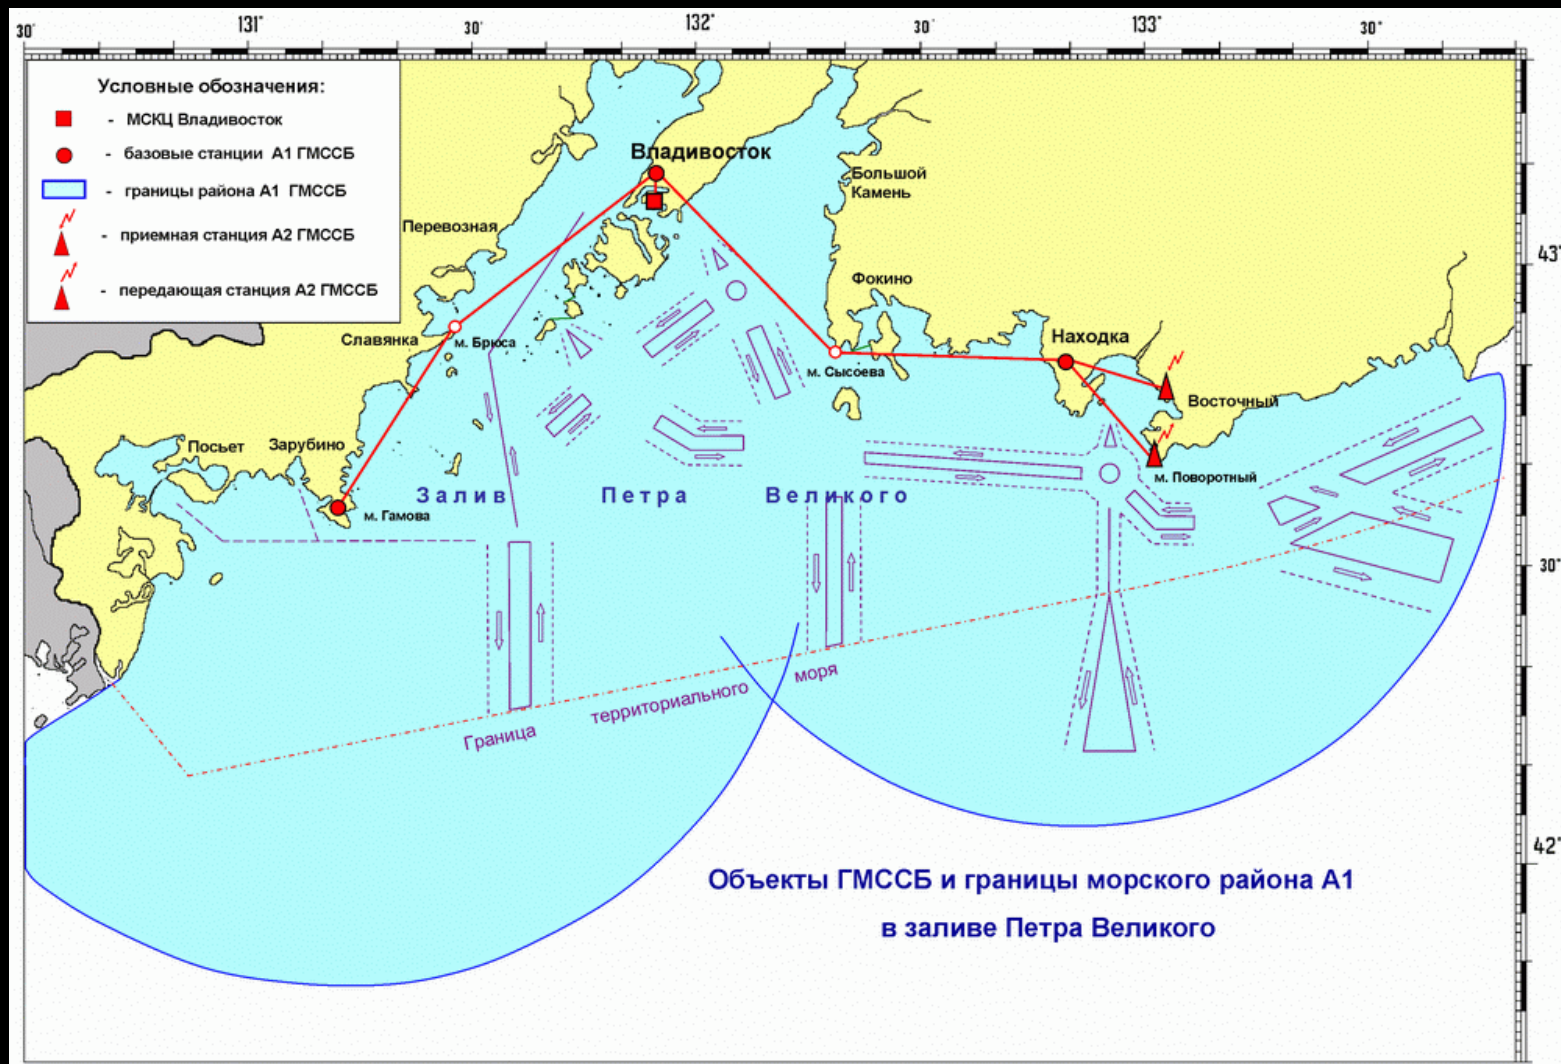 30'
131°
30'
132°
30'
133°
30'
Условные обозначения:
- МСКЦ Владивосток
- базовые станции А1 ГМССБ
- границы района А1 ГМССБ
- приемная станция А2 ГМССБ
- передающая станция А2 ГМССБ
Владивосток
Большой
Камень
Перевозная
43°
Фокино
Славянка
м. Брюса
Находка
м. Сысоева
Восточный
Посьет
Зарубино
м. Поворотный
Залив Петра Великого
м. Гамова
30'
Граница территориального моря
42°
Объекты ГМССБ и границы морского района А1
в заливе Петра Великого